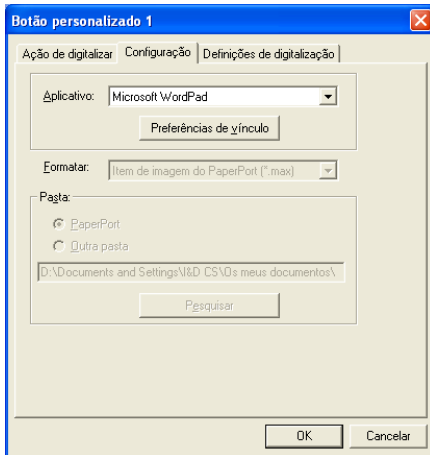 Botão personalizado 1
Ação de digitalizar Configuração Definições de digitalização
Aplicativo: Microsoft WordPad
Preferências de vínculo
Formatar: Item de imagem do PaperPort (*.max)
Pasta:
PaperPort
Outra pasta
D:\Documents and Settings\I&D CS\Os meus documentos\
Pesquisar
OK Cancelar